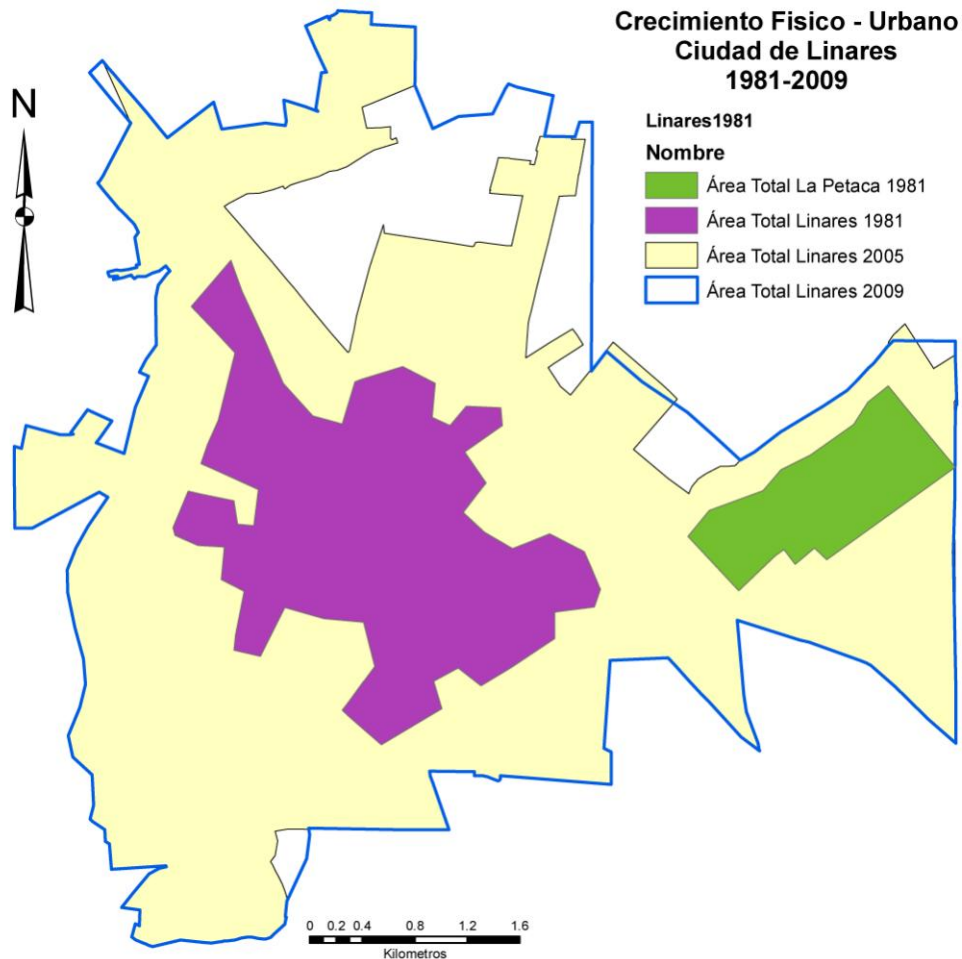 Crecimiento Fisico - Urbano
Ciudad de Linares
1981-2009
N
Linares1981
Nombre
Área Total La Petaca 1981
Área Total Linares 1981
Área Total Linares 2005
Área Total Linares 2009
0 0.2 0.4 0.8 1.2 1.6
Kilometros